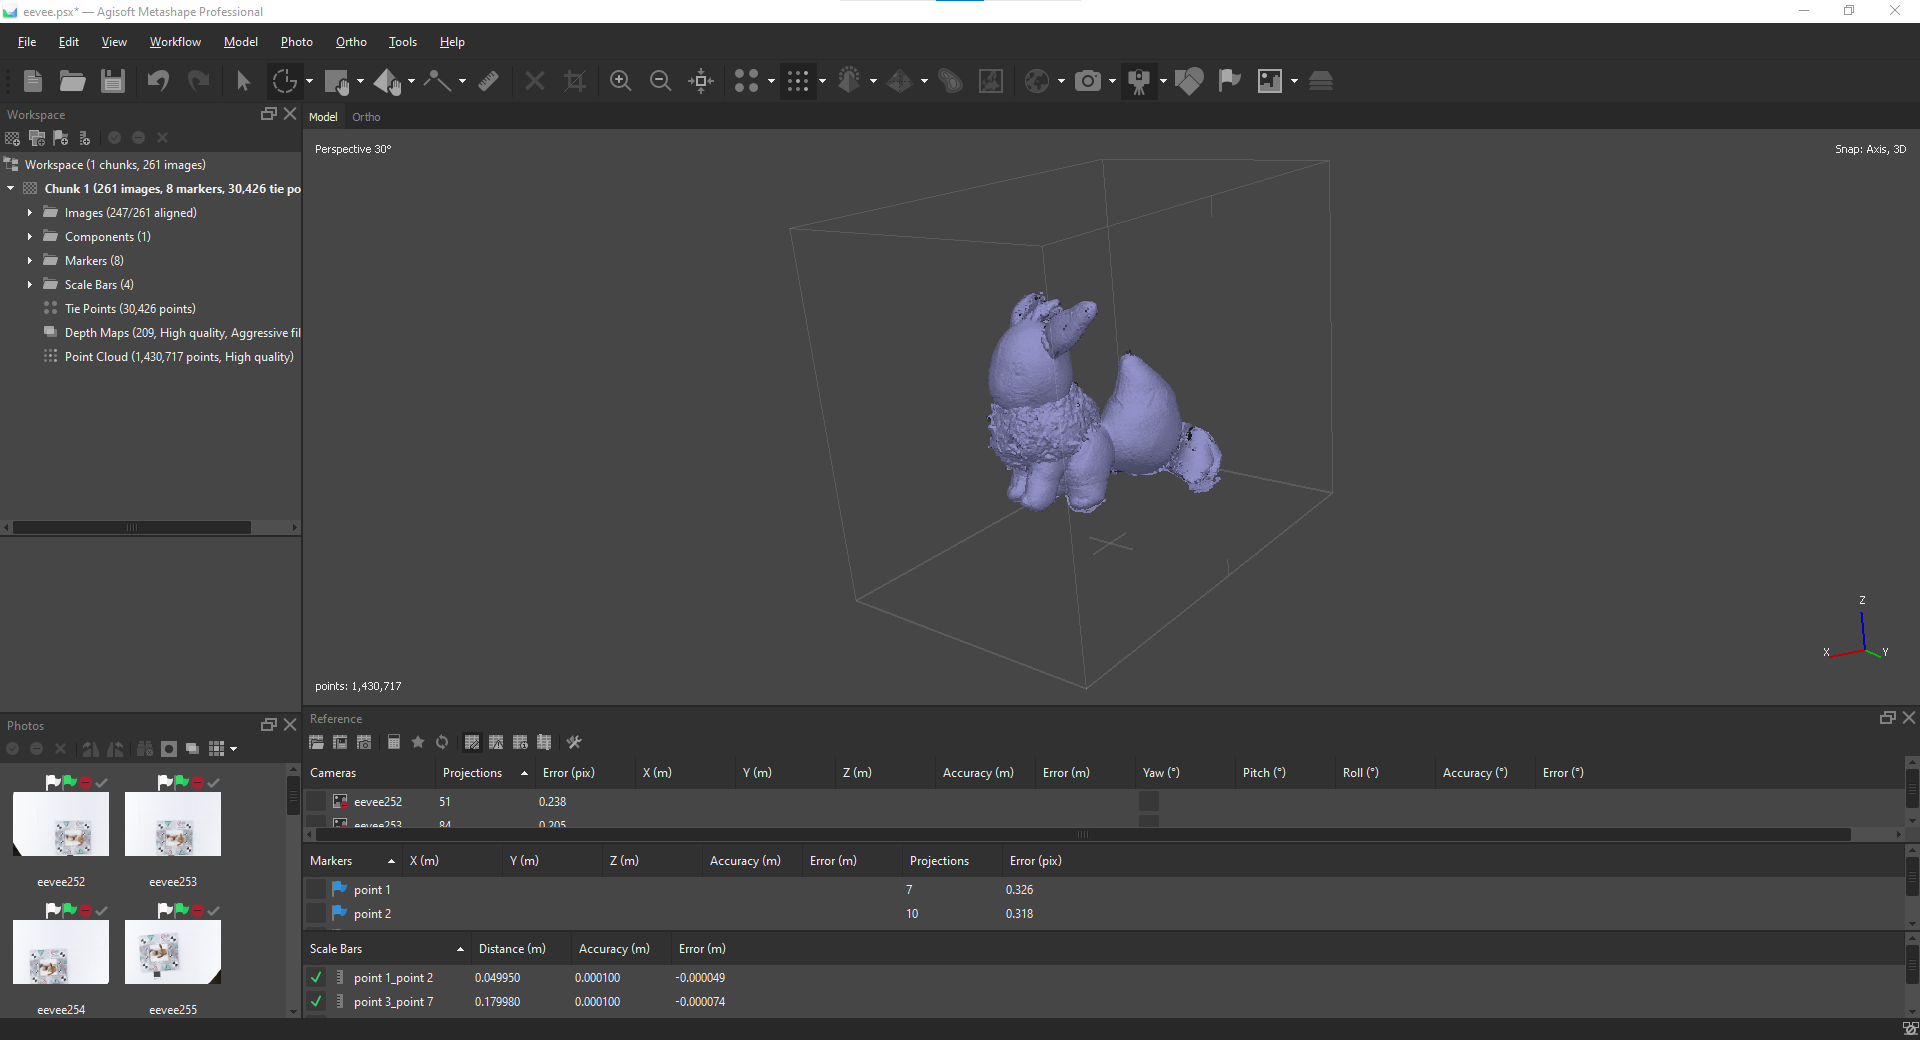 eevee.psx* — Agisoft Metashape Professional
File Edit View Workflow Model Photo Ortho Tools Help
Workspace
Workspace (1 chunks, 261 images)
Chunk 1 (261 images, 8 markers, 30,426 tie po
Images (247/261 aligned)
Components (1)
Markers (8)
Scale Bars (4)
Tie Points (30,426 points)
Depth Maps (209, High quality, Aggressive fil
Point Cloud (1,430,717 points, High quality)
Model Ortho
Perspective 30°
Snap: Axis, 3D
Z
X Y
points: 1,430,717
Photos
eevee252 eevee253
eevee254 eevee255
Reference
Cameras Projections Error (pix) X (m) Y (m) Z (m) Accuracy (m) Error (m) Yaw (°) Pitch (°) Roll (°) Accuracy (°) Error (°)
eevee252 51 0.238
eevee253 84 0.205
Markers X (m) Y (m) Z (m) Accuracy (m) Error (m) Projections Error (pix)
point 1 7 0.326
point 2 10 0.318
Scale Bars Distance (m) Accuracy (m) Error (m)
point 1_point 2 0.049950 0.000100 -0.000049
point 3_point 7 0.179980 0.000100 -0.000074